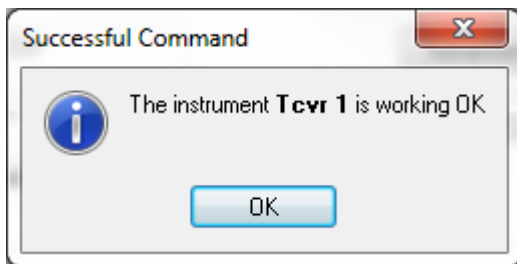 Successful Command
The instrument Tcvr 1 is working OK
OK